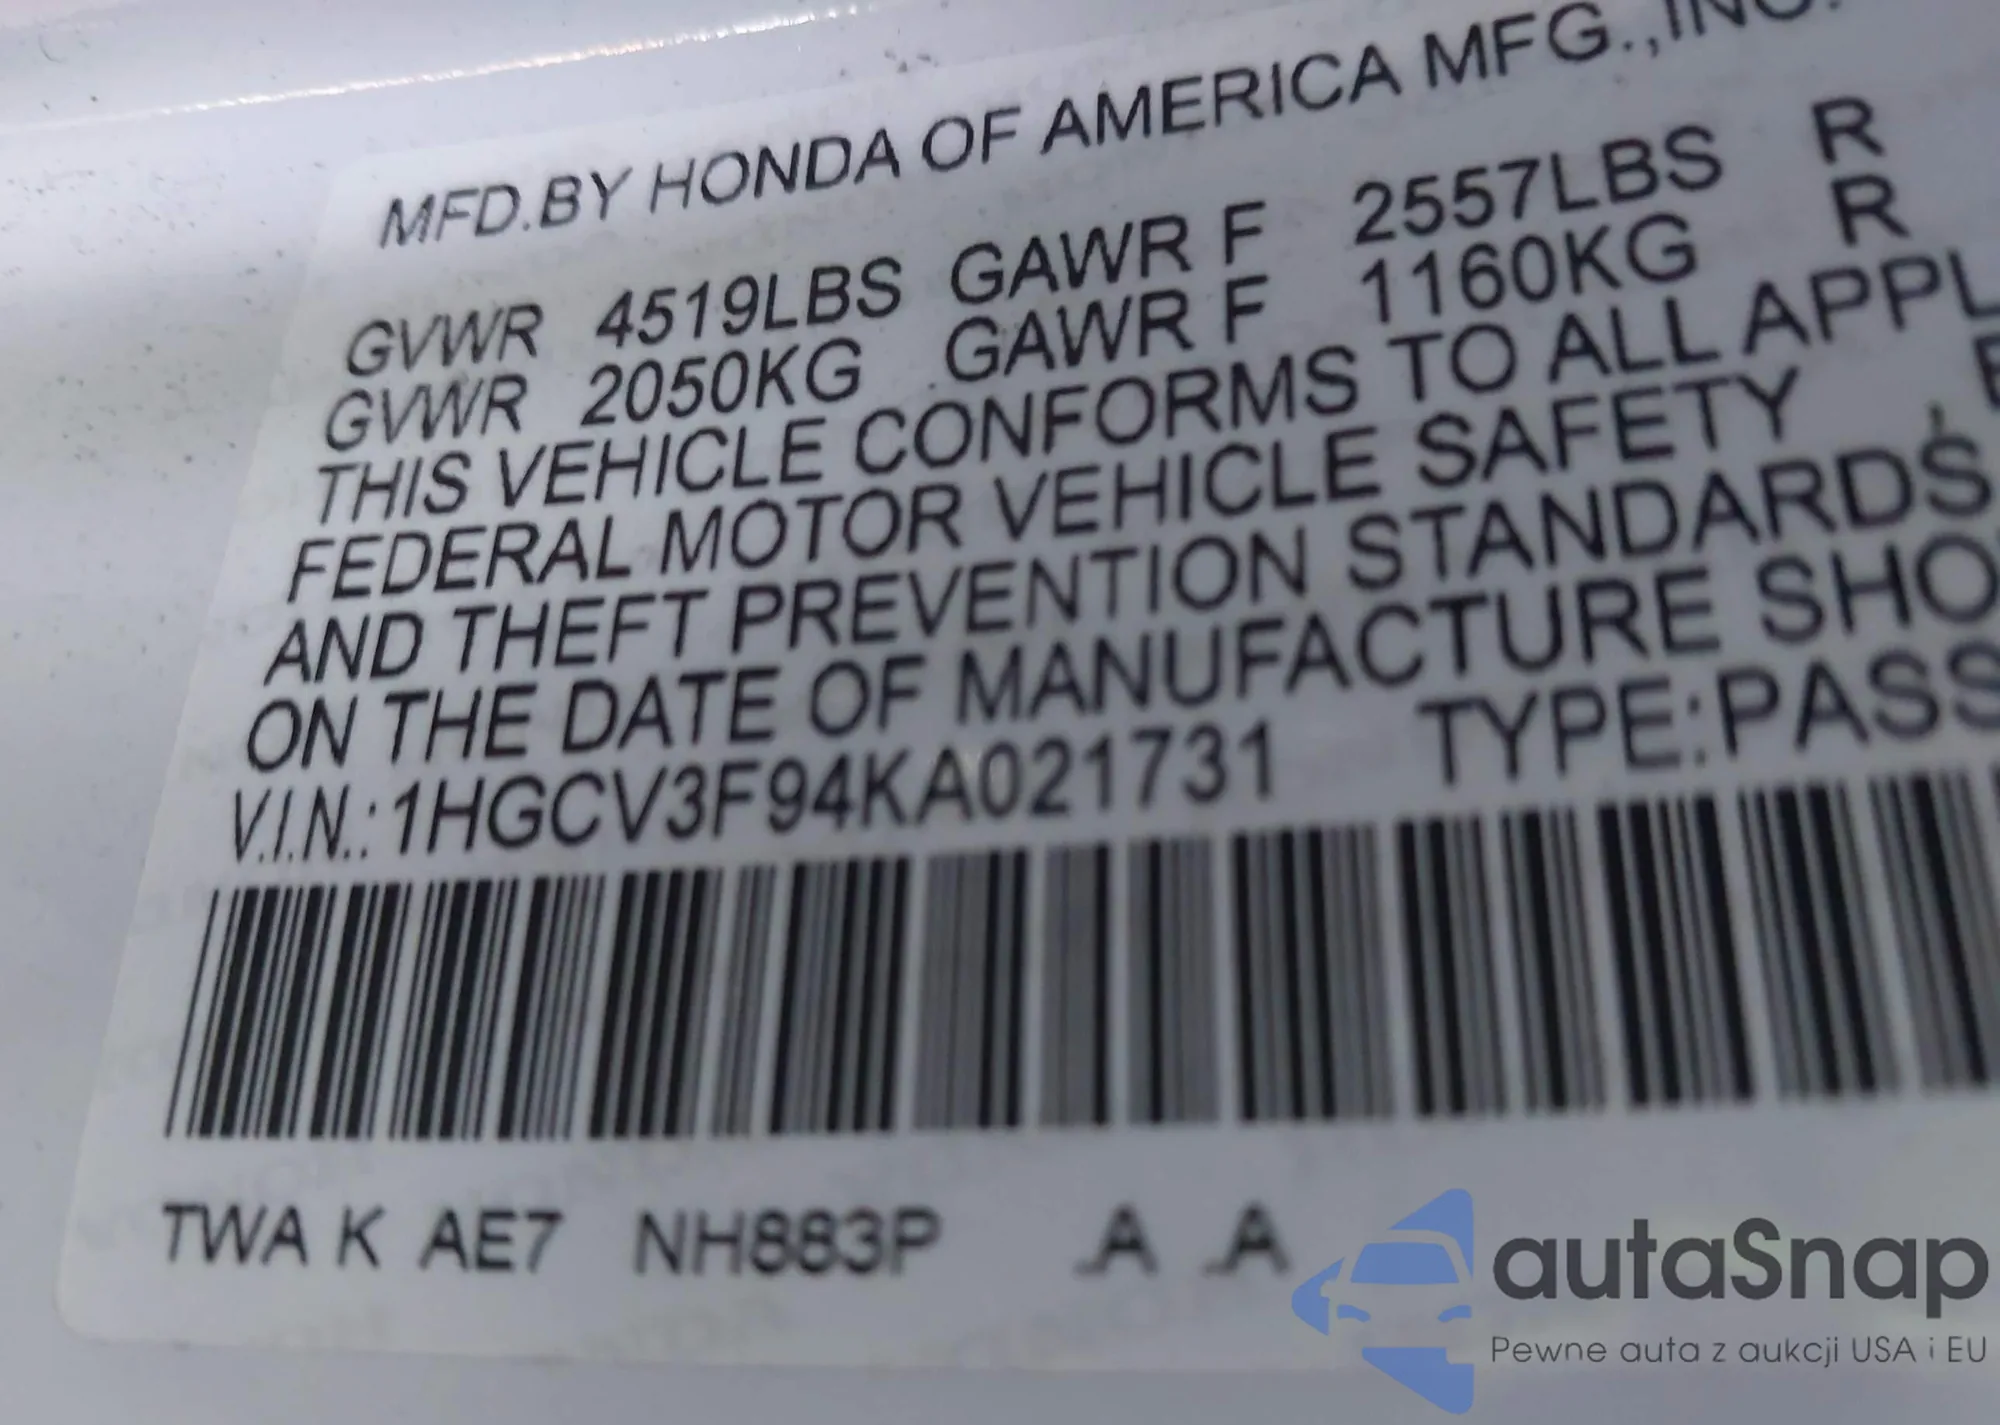 MFD.BY HONDA OF AMERICA MFG.,INC.
GVWR 4519LBS GAWR F 2557LBS R
GVWR 2050KG GAWR F 1160KG R
THIS VEHICLE CONFORMS TO ALL APPL
FEDERAL MOTOR VEHICLE SAFETY ,
AND THEFT PREVENTION STANDARDS
ON THE DATE OF MANUFACTURE SHO
V.I.N.: 1HGCV3F94KA021731 TYPE:PASS
TWA K AE7 NH883P A A
autaSnap
Pewne auta z aukcji USA i EU